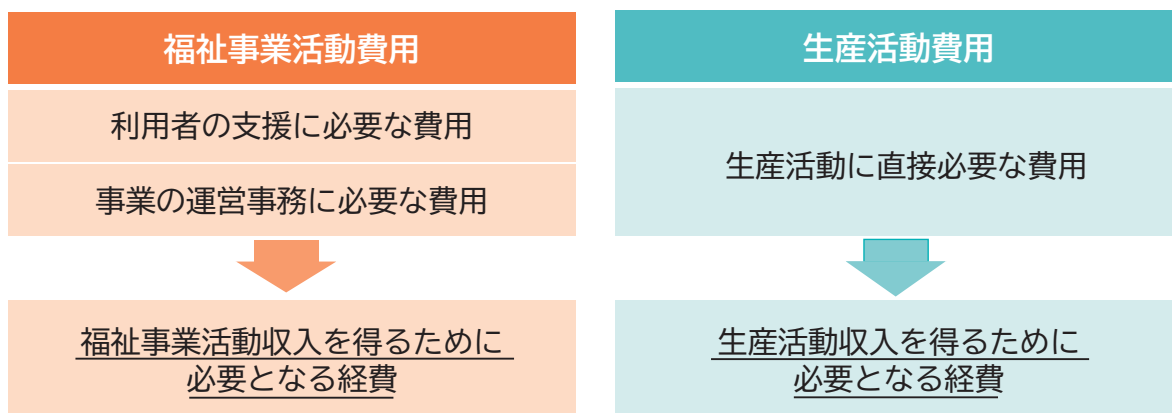 福祉事業活動費用
利用者の支援に必要な費用
事業の運営事務に必要な費用
福祉事業活動収入を得るために
必要となる経費
生産活動費用
生産活動に直接必要な費用
生産活動収入を得るために
必要となる経費